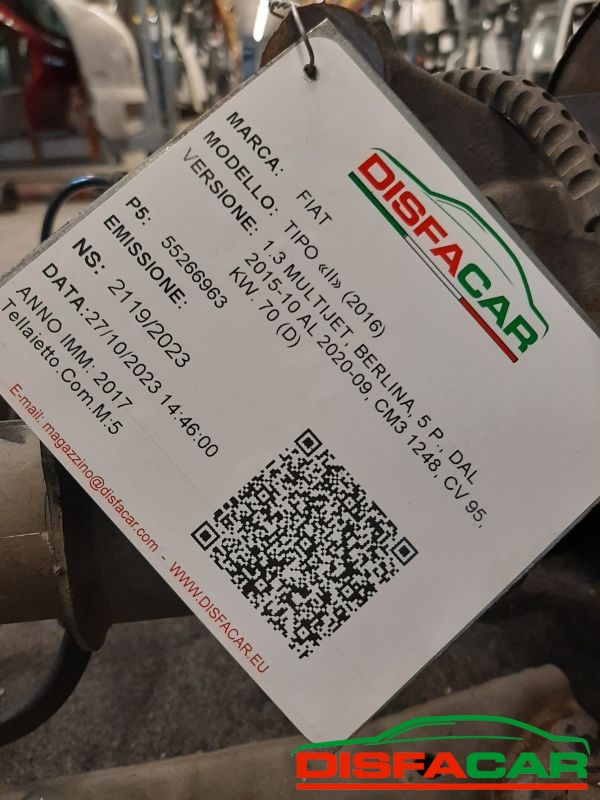 DISFACAR
MARCA: FIAT
MODELLO: TIPO «II» (2016)
VERSIONE: 1.3 MULTIJET, BERLINA, 5 P., DAL
2015-10 AL 2020-09, CM3 1248, CV 95,
KW. 70 (D)
P5: 55266963
EMISSIONE:
NS: 2119/2023
DATA:27/10/2023 14:46:00
ANNO IMM: 2017
Tellaietto.Com.M:5
E-mail: magazzino@disfacar.com - WWW.DISFACAR.EU
DISFACAR